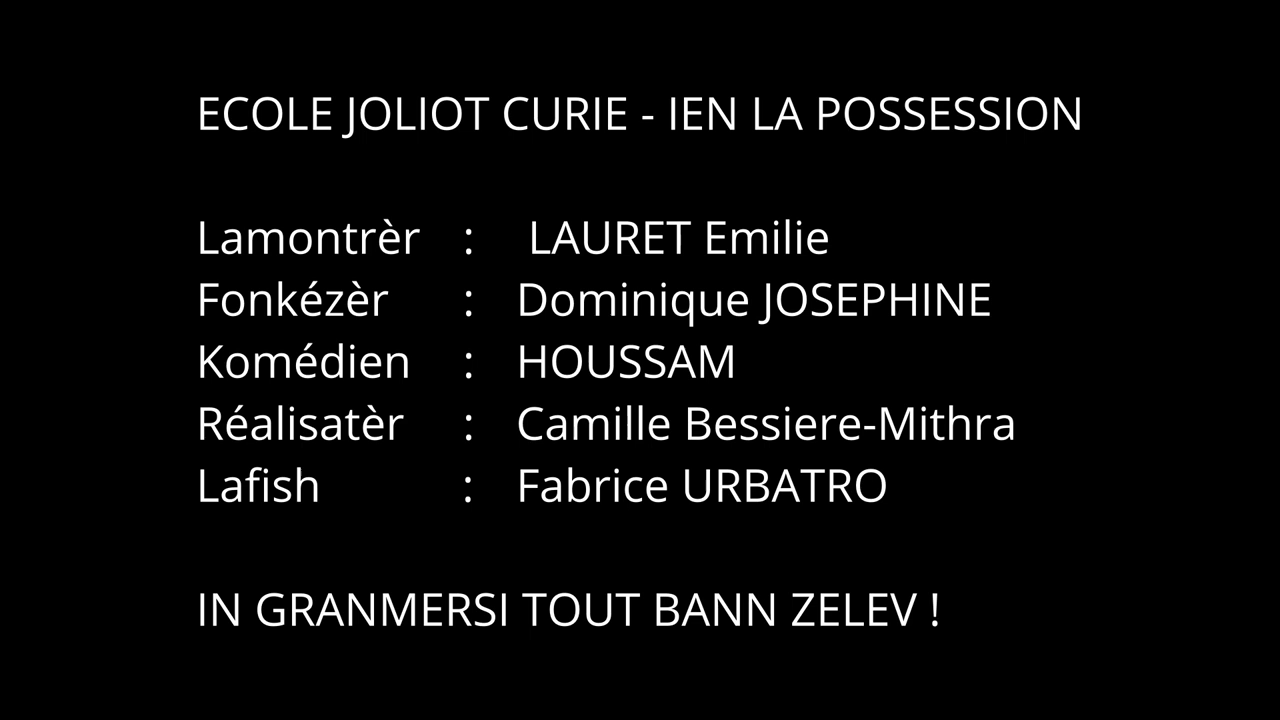 ECOLE JOLIOT CURIE - IEN LA POSSESSION
Lamontrèr : LAURET Emilie
Fonkézèr : Dominique JOSEPHINE
Komédien : HOUSSAM
Réalisatèr : Camille Bessiere-Mithra
Lafish : Fabrice URBATRO
IN GRANMERSI TOUT BANN ZELEV !